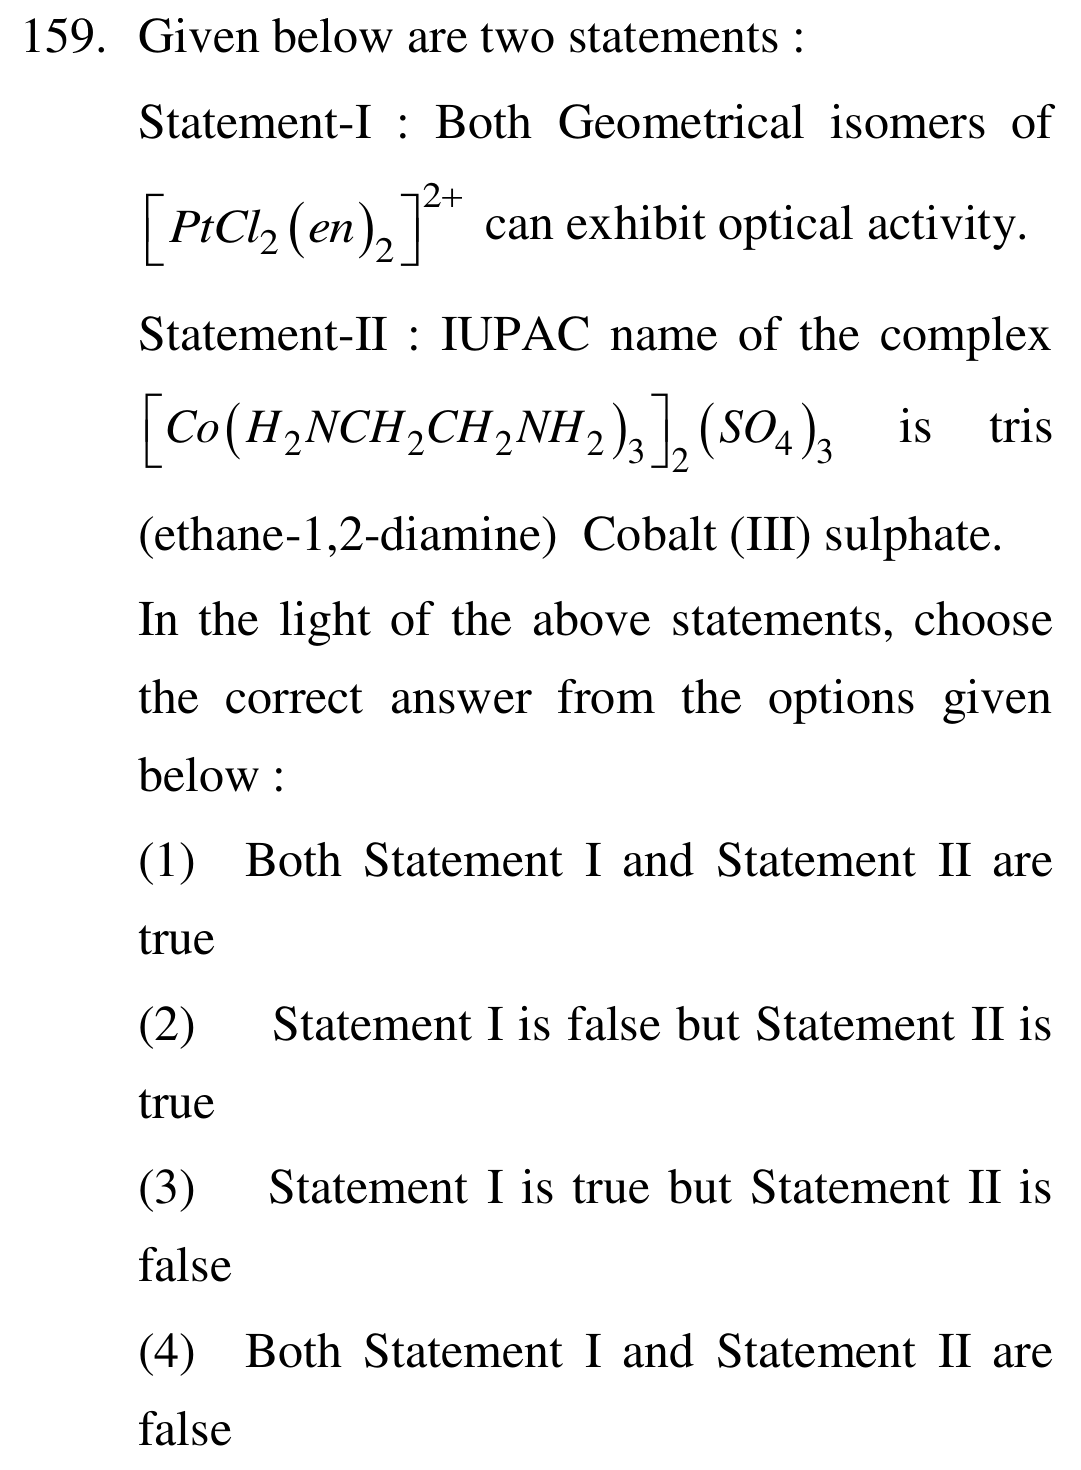 159. Given below are two statements :
Statement-I : Both Geometrical isomers of
[PtCl₂(en)₂]²⁺ can exhibit optical activity.
Statement-II : IUPAC name of the complex
[Co(H₂NCH₂CH₂NH₂)₃]₂(SO₄)₃ is tris
(ethane-1,2-diamine) Cobalt (III) sulphate.
In the light of the above statements, choose
the correct answer from the options given
below :
(1) Both Statement I and Statement II are
true
(2) Statement I is false but Statement II is
true
(3) Statement I is true but Statement II is
false
(4) Both Statement I and Statement II are
false